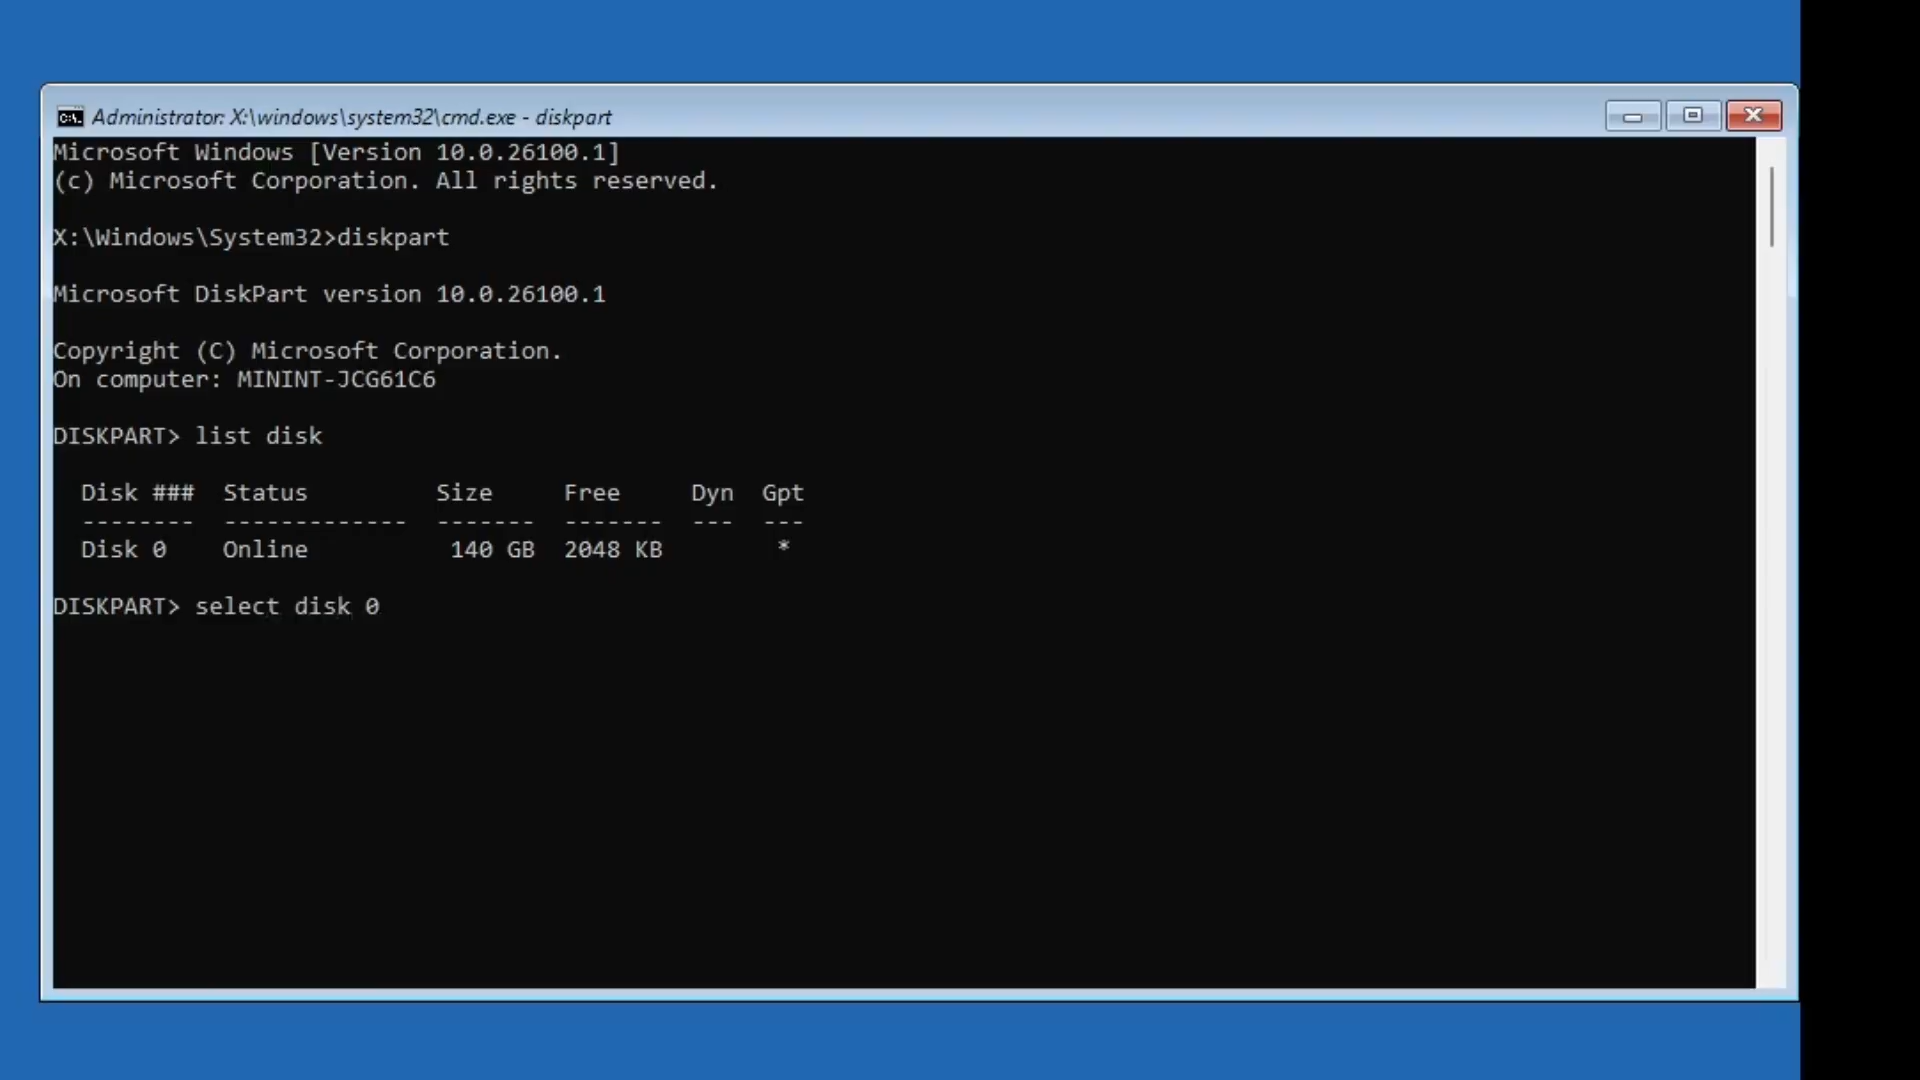 Administrator: X:\windows\system32\cmd.exe - diskpart
Microsoft Windows [Version 10.0.26100.1]
(c) Microsoft Corporation. All rights reserved.
X:\Windows\System32>diskpart
Microsoft DiskPart version 10.0.26100.1
Copyright (C) Microsoft Corporation.
On computer: MININT-JCG61C6
DISKPART> list disk
  Disk ###  Status         Size     Free     Dyn  Gpt
  --------  -------------  -------  -------  ---  ---
  Disk 0    Online          140 GB  2048 KB        *
DISKPART> select disk 0